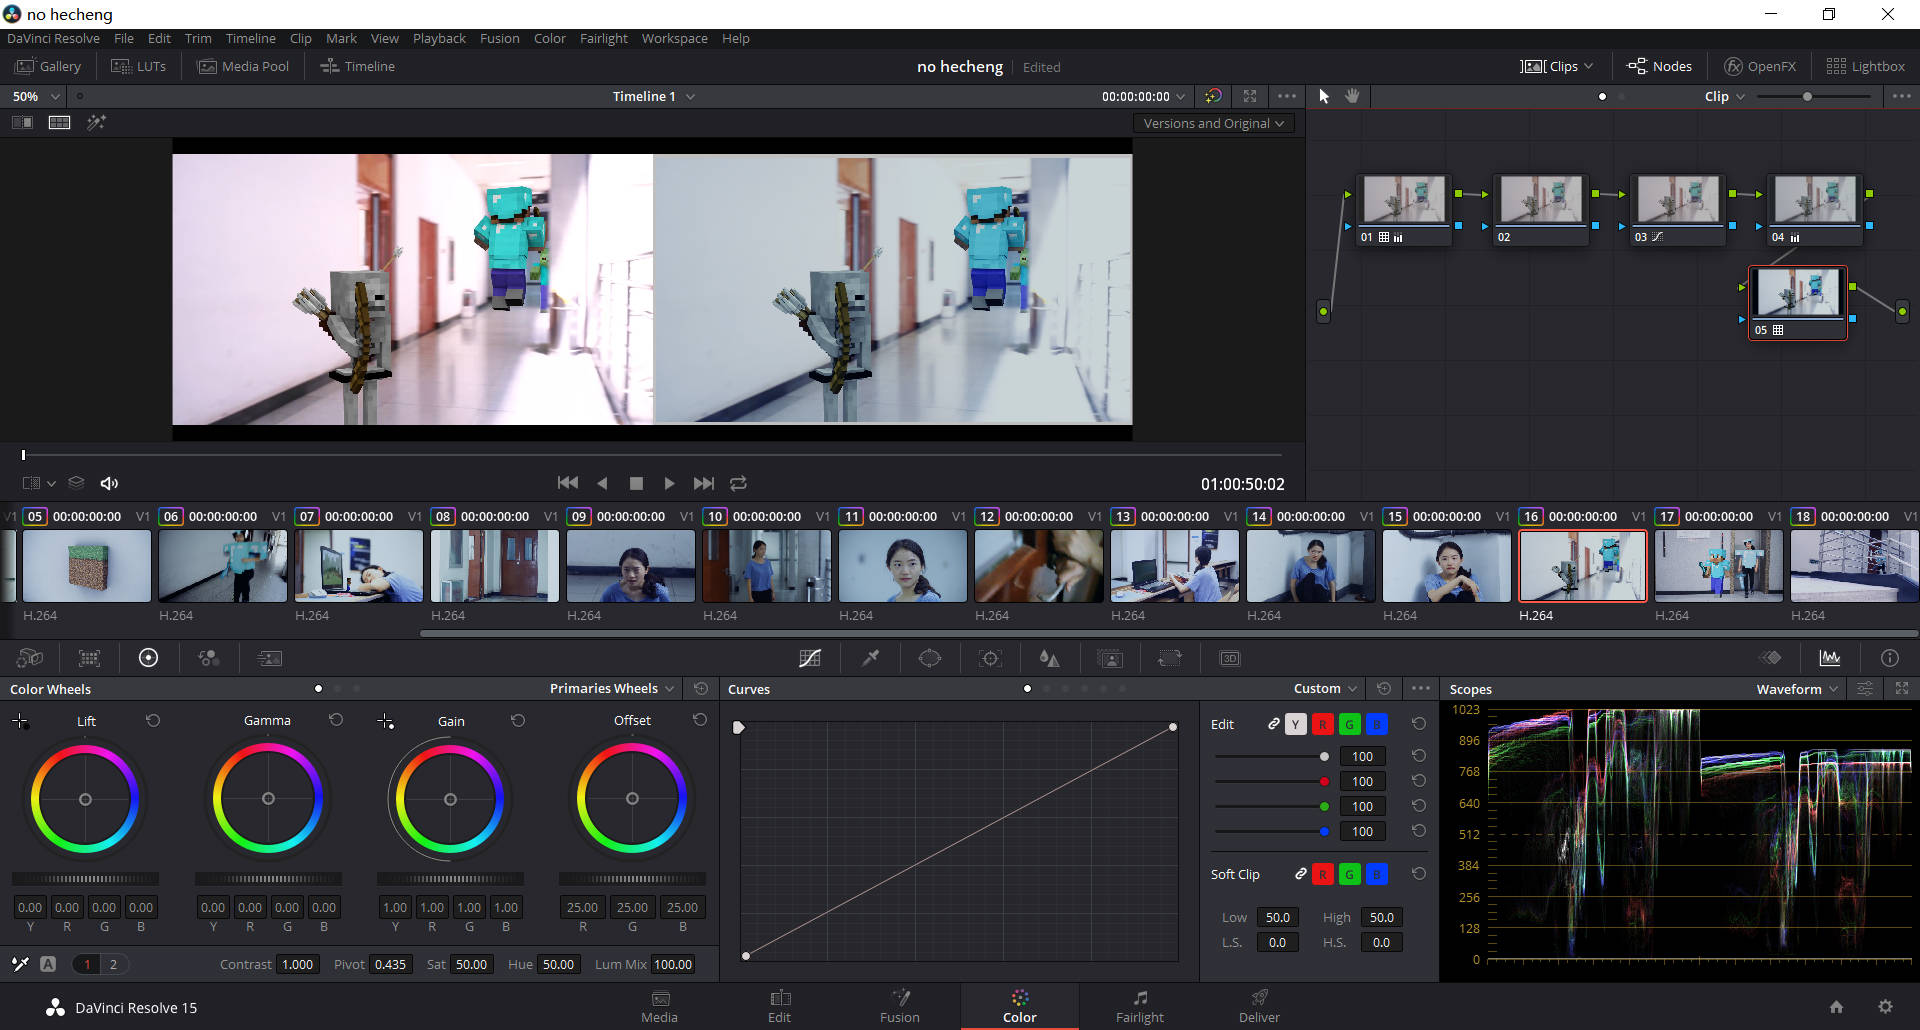 no hecheng
DaVinci Resolve File Edit Trim Timeline Clip Mark View Playback Fusion Color Fairlight Workspace Help
Gallery LUTs Media Pool Timeline no hecheng Edited Clips Nodes OpenFX Lightbox
50% Timeline 1 00:00:00:00 Clip
Versions and Original
01 02 03 04
05
01:00:50:02
V1 05 00:00:00:00 V1 06 00:00:00:00 V1 07 00:00:00:00 V1 08 00:00:00:00 V1 09 00:00:00:00 V1 10 00:00:00:00 V1 11 00:00:00:00 V1 12 00:00:00:00 V1 13 00:00:00:00 V1 14 00:00:00:00 V1 15 00:00:00:00 V1 16 00:00:00:00 V1 17 00:00:00:00 V1 18 00:00:00:00 V1
H.264 H.264 H.264 H.264 H.264 H.264 H.264 H.264 H.264 H.264 H.264 H.264 H.264 H.264
3D
Color Wheels Primaries Wheels Curves Custom Scopes Waveform
Lift Gamma Gain Offset
0.00 0.00 0.00 0.00 0.00 0.00 0.00 0.00 1.00 1.00 1.00 1.00 25.00 25.00 25.00
Y R G B Y R G B Y R G B R G B
A 1 2 Contrast 1.000 Pivot 0.435 Sat 50.00 Hue 50.00 Lum Mix 100.00
Edit Y R G B
100
100
100
100
Soft Clip R G B
Low 50.0 High 50.0
L.S. 0.0 H.S. 0.0
1023
896
768
640
512
384
256
128
0
DaVinci Resolve 15 Media Edit Fusion Color Fairlight Deliver